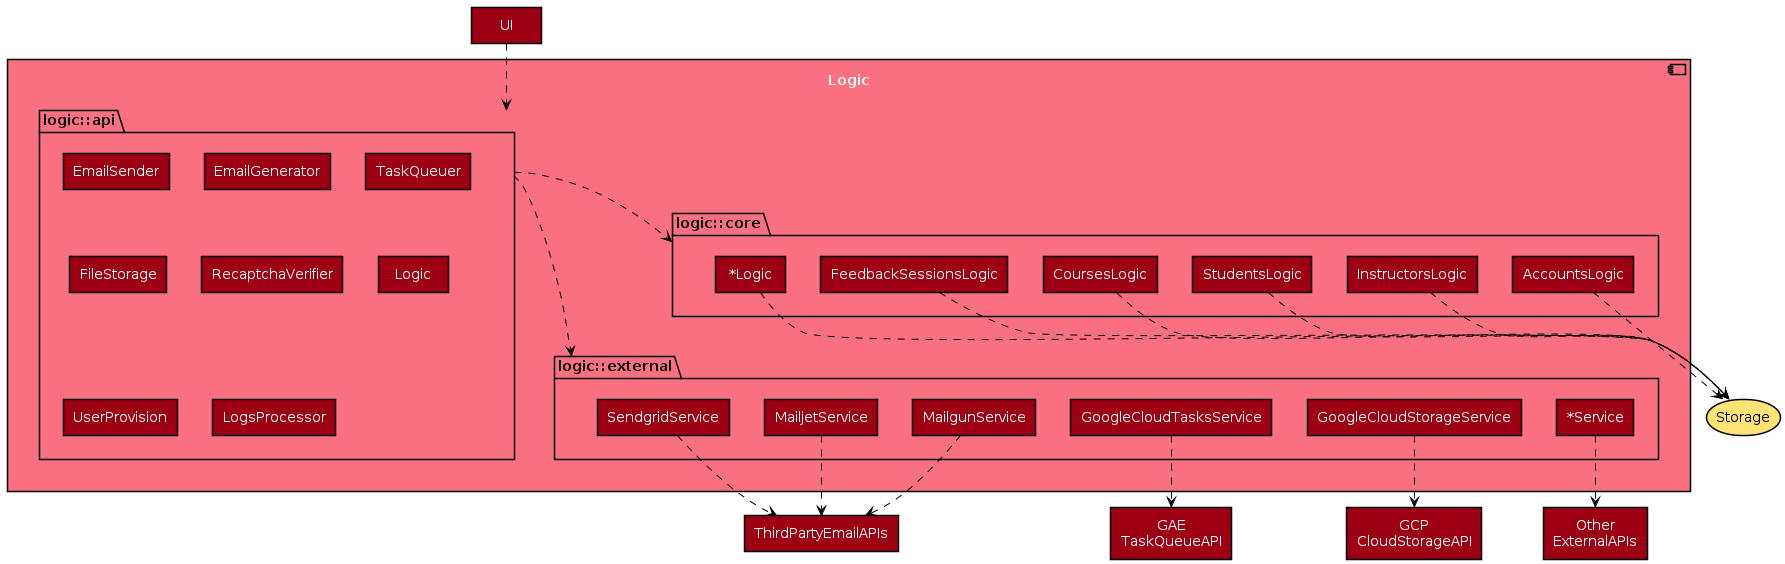 UI
Logic
logic::api
EmailSender
EmailGenerator
TaskQueuer
FileStorage
RecaptchaVerifier
Logic
UserProvision
LogsProcessor
logic::core
*Logic
FeedbackSessionsLogic
CoursesLogic
StudentsLogic
InstructorsLogic
AccountsLogic
logic::external
SendgridService
MailjetService
MailgunService
GoogleCloudTasksService
GoogleCloudStorageService
*Service
Storage
ThirdPartyEmailAPIs
GAE
TaskQueueAPI
GCP
CloudStorageAPI
Other
ExternalAPIs